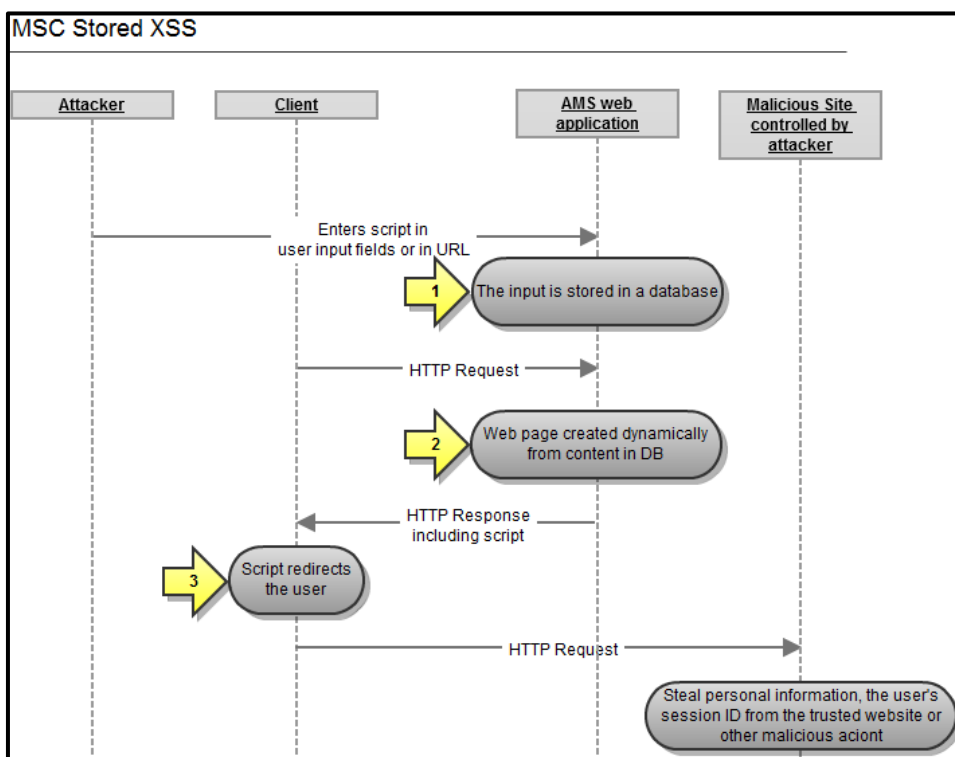 MSC Stored XSS
Attacker
Client
AMS web
application
Malicious Site
controlled by
attacker
Enters script in
user input fields or in URL
1
The input is stored in a database
HTTP Request
2
Web page created dynamically
from content in DB
HTTP Response
including script
3
Script redirects
the user
HTTP Request
Steal personal information, the user's
session ID from the trusted website or
other malicious aciont